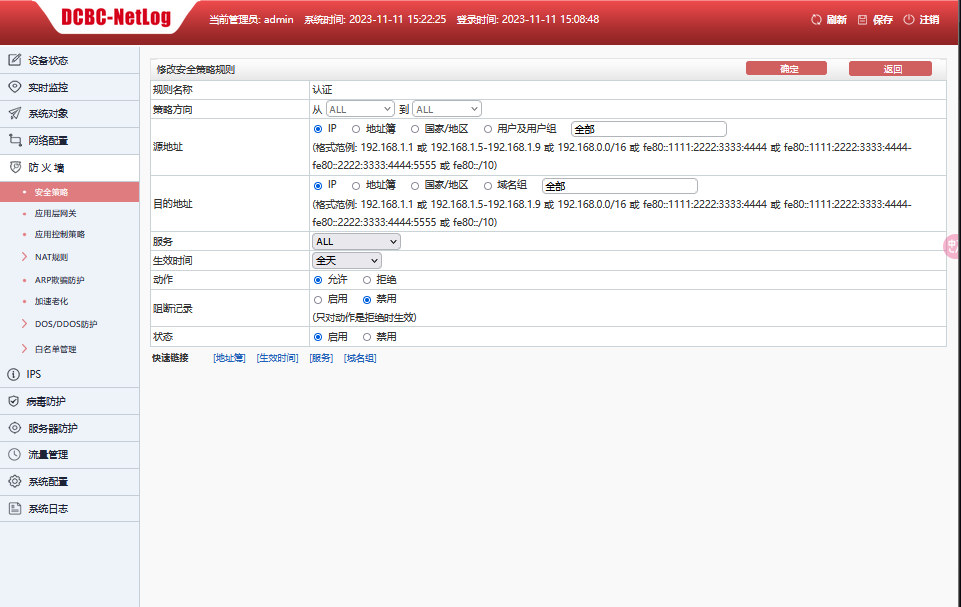 DCBC-NetLog
当前管理员: admin 系统时间: 2023-11-11 15:22:25 登录时间: 2023-11-11 15:08:48
刷新 保存 注销
设备状态
实时监控
系统对象
网络配置
防 火 墙
安全策略
应用层网关
应用控制策略
NAT规则
ARP欺骗防护
加速老化
DOS/DDOS防护
白名单管理
IPS
病毒防护
服务器防护
流量管理
系统配置
系统日志
修改安全策略规则 确定 返回
规则名称 认证
策略方向 从 ALL 到 ALL
源地址 IP 地址簿 国家/地区 用户及用户组 全部
(格式范例: 192.168.1.1 或 192.168.1.5-192.168.1.9 或 192.168.0.0/16 或 fe80::1111:2222:3333:4444 或 fe80::1111:2222:3333:4444-
fe80::2222:3333:4444:5555 或 fe80::/10)
目的地址 IP 地址簿 国家/地区 域名组 全部
(格式范例: 192.168.1.1 或 192.168.1.5-192.168.1.9 或 192.168.0.0/16 或 fe80::1111:2222:3333:4444 或 fe80::1111:2222:3333:4444-
fe80::2222:3333:4444:5555 或 fe80::/10)
服务 ALL
生效时间 全天
动作 允许 拒绝
阻断记录 启用 禁用
(只对动作是拒绝时生效)
状态 启用 禁用
快速链接 [地址簿] [生效时间] [服务] [域名组]